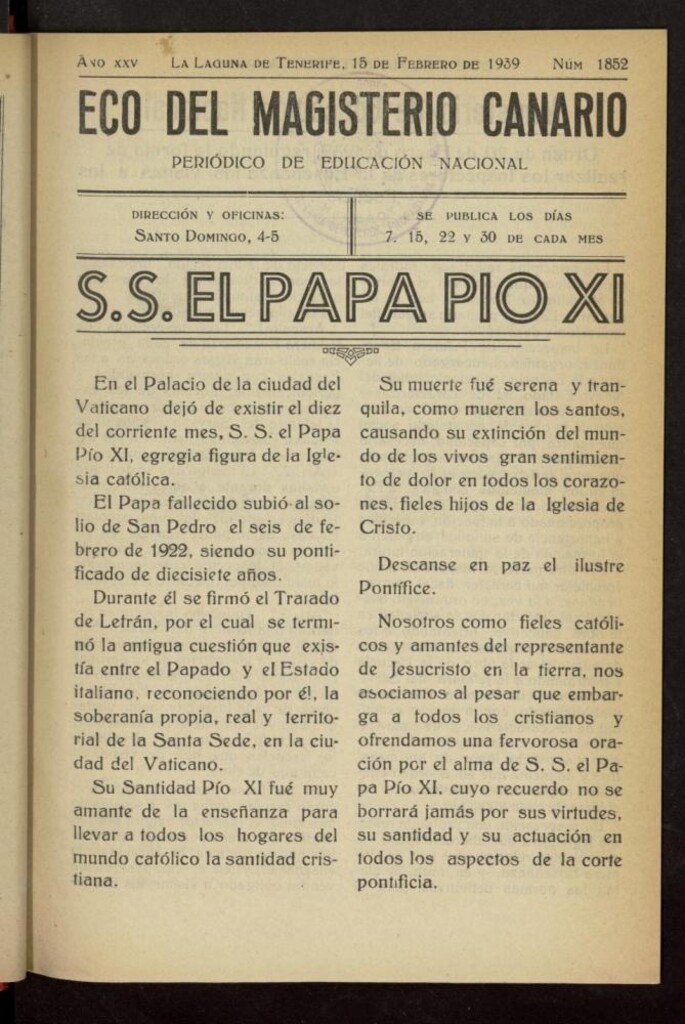 Año XXV La Laguna de Tenerife, 15 de Febrero de 1939 Núm 1852
ECO DEL MAGISTERIO CANARIO
PERIÓDICO DE EDUCACIÓN NACIONAL
DIRECCIÓN Y OFICINAS:
Santo Domingo, 4-5
SE PUBLICA LOS DÍAS
7, 15, 22 Y 30 DE CADA MES
S.S. EL PAPA PIO XI
En el Palacio de la ciudad del
Vaticano dejó de existir el diez
del corriente mes, S. S. el Papa
Pío XI, egregia figura de la Igle-
sia católica.
El Papa fallecido subió al so-
lio de San Pedro el seis de fe-
brero de 1922, siendo su ponti-
ficado de diecisiete años.
Durante él se firmó el Tratado
de Letrán, por el cual se termi-
nó la antigua cuestión que exis-
tía entre el Papado y el Estado
italiano, reconociendo por él, la
soberanía propia, real y territo-
rial de la Santa Sede, en la ciu-
dad del Vaticano.
Su Santidad Pío XI fué muy
amante de la enseñanza para
llevar a todos los hogares del
mundo católico la santidad cris-
tiana.
Su muerte fué serena y tran-
quila, como mueren los santos,
causando su extinción del mun-
do de los vivos gran sentimien-
to de dolor en todos los corazo-
nes, fieles hijos de la Iglesia de
Cristo.
Descanse en paz el ilustre
Pontífice.
Nosotros como fieles católi-
cos y amantes del representante
de Jesucristo en la tierra, nos
asociamos al pesar que embar-
ga a todos los cristianos y
ofrendamos una fervorosa ora-
ción por el alma de S. S. el Pa-
pa Pío XI, cuyo recuerdo no se
borrará jamás por sus virtudes,
su santidad y su actuación en
todos los aspectos de la corte
pontificia.